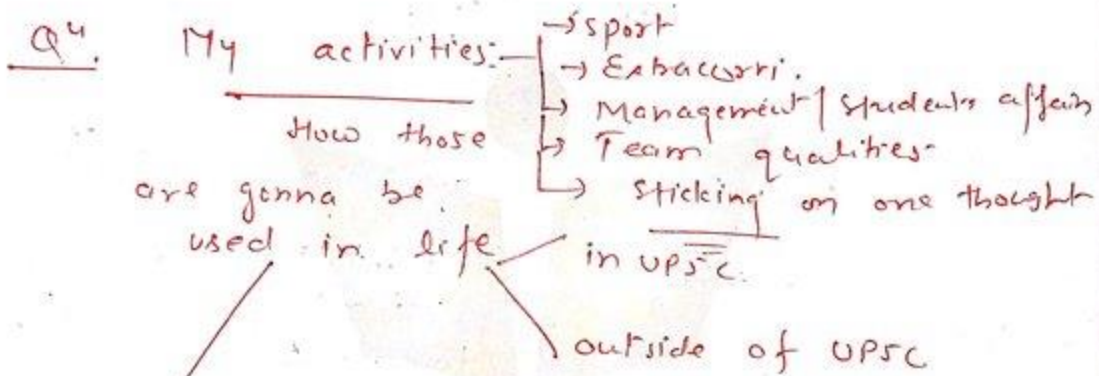 Q4. My activities:- → sport
→ Extracurri.
→ Management / students affair
How those → Team qualities-
→ sticking on one thought
are gonna be
used in life in UPSC.
outside of UPSC